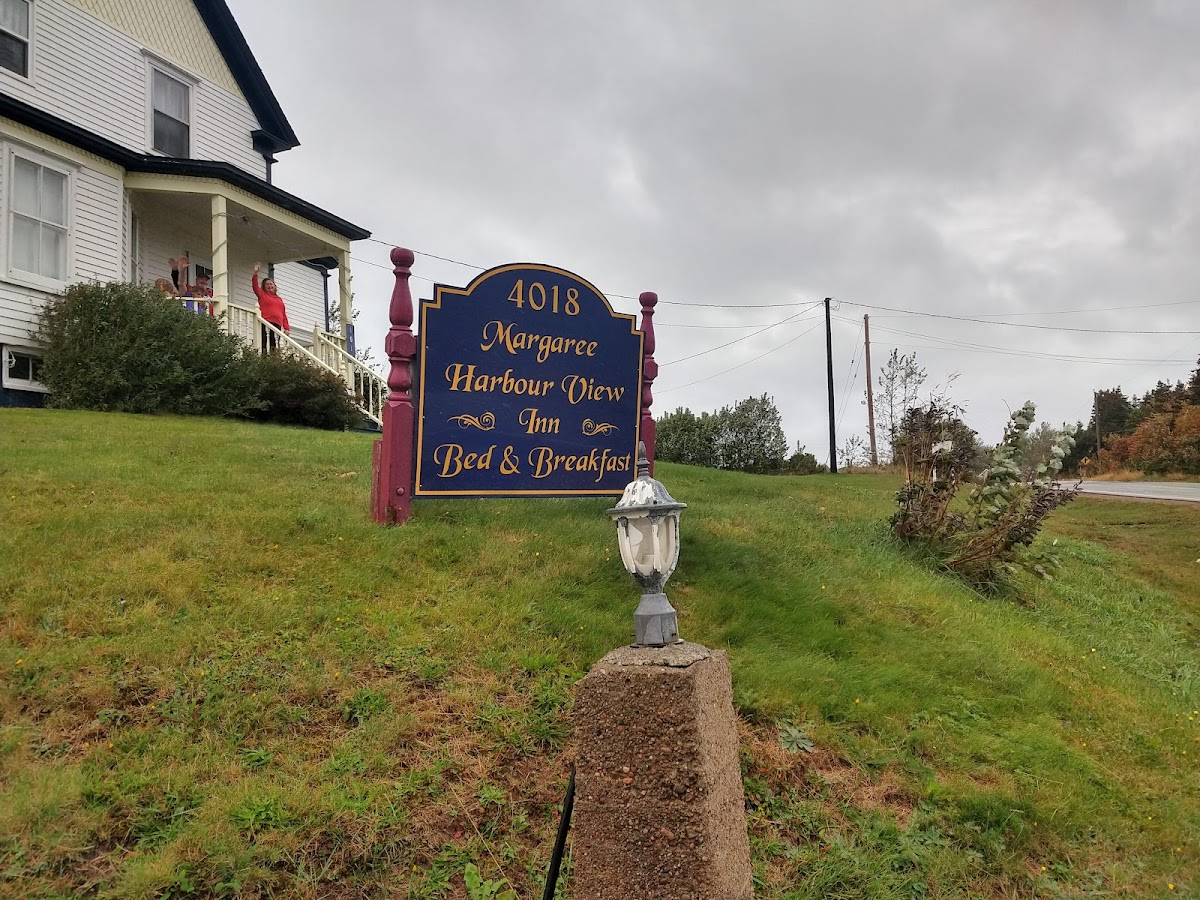 4018
Margaree
Harbour View
Inn
Bed & Breakfast